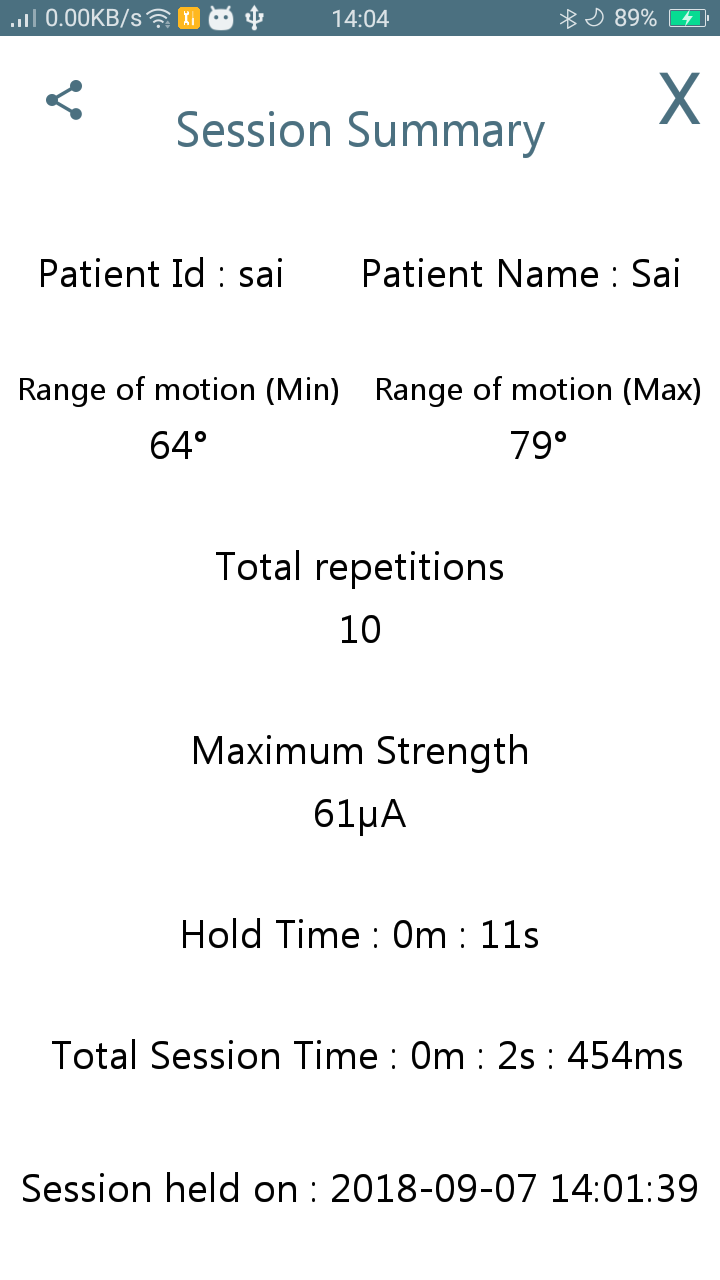 0.00KB/s 14:04 89%
Session Summary X
Patient Id : sai Patient Name : Sai
Range of motion (Min) Range of motion (Max)
64° 79°
Total repetitions
10
Maximum Strength
61µA
Hold Time : 0m : 11s
Total Session Time : 0m : 2s : 454ms
Session held on : 2018-09-07 14:01:39